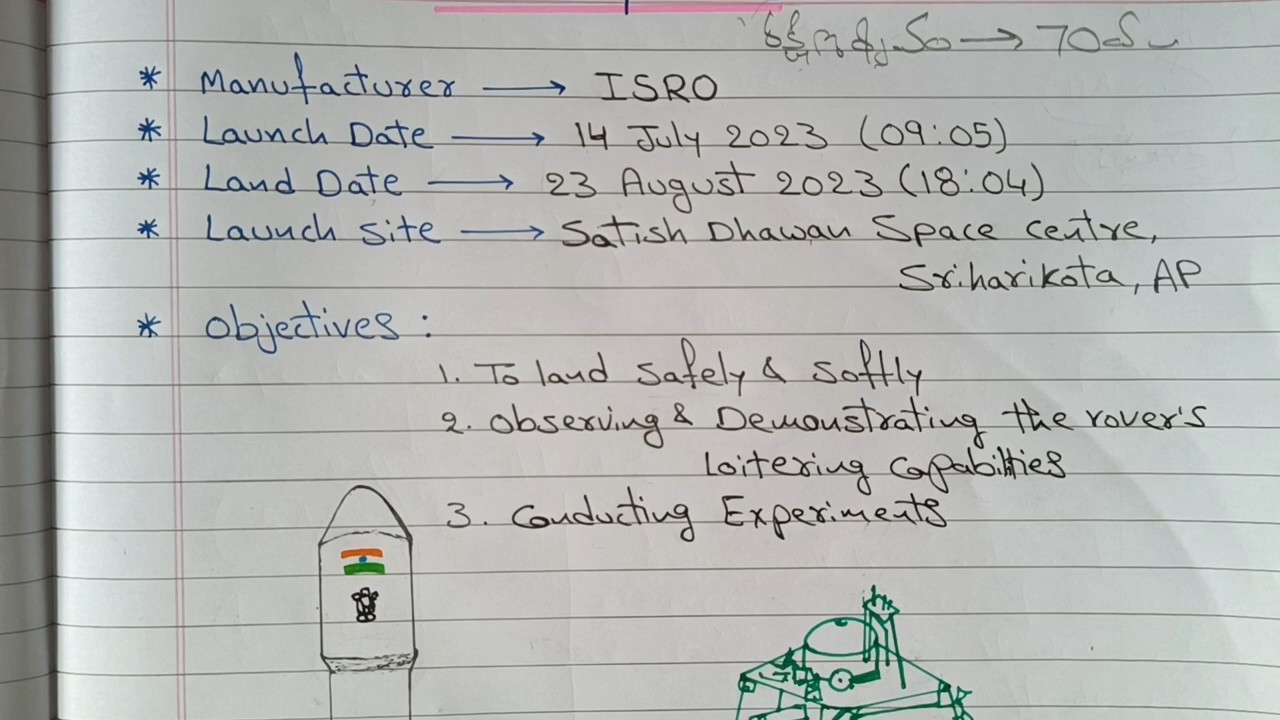 → 70
* Manufacturer → ISRO
* Launch Date → 14 July 2023 (09:05)
* Land Date → 23 August 2023 (18:04)
* Launch site → Satish Dhawan Space Centre,
Sriharikota, AP
* Objectives :
1. To land Safely & Softly
2. Observing & Demonstrating the rover's
loitering Capabilities
3. Conducting Experiments